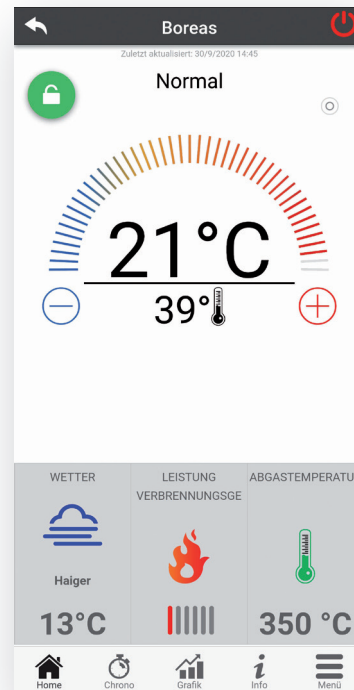 Boreas
Zuletzt aktualisiert: 30/9/2020 14:45
Normal
21°C
39°
WETTER
LEISTUNG
VERBRENNUNGSGE
ABGASTEMPERATU
Haiger
13°C
350 °C
Home
Chrono
Grafik
Info
Menü